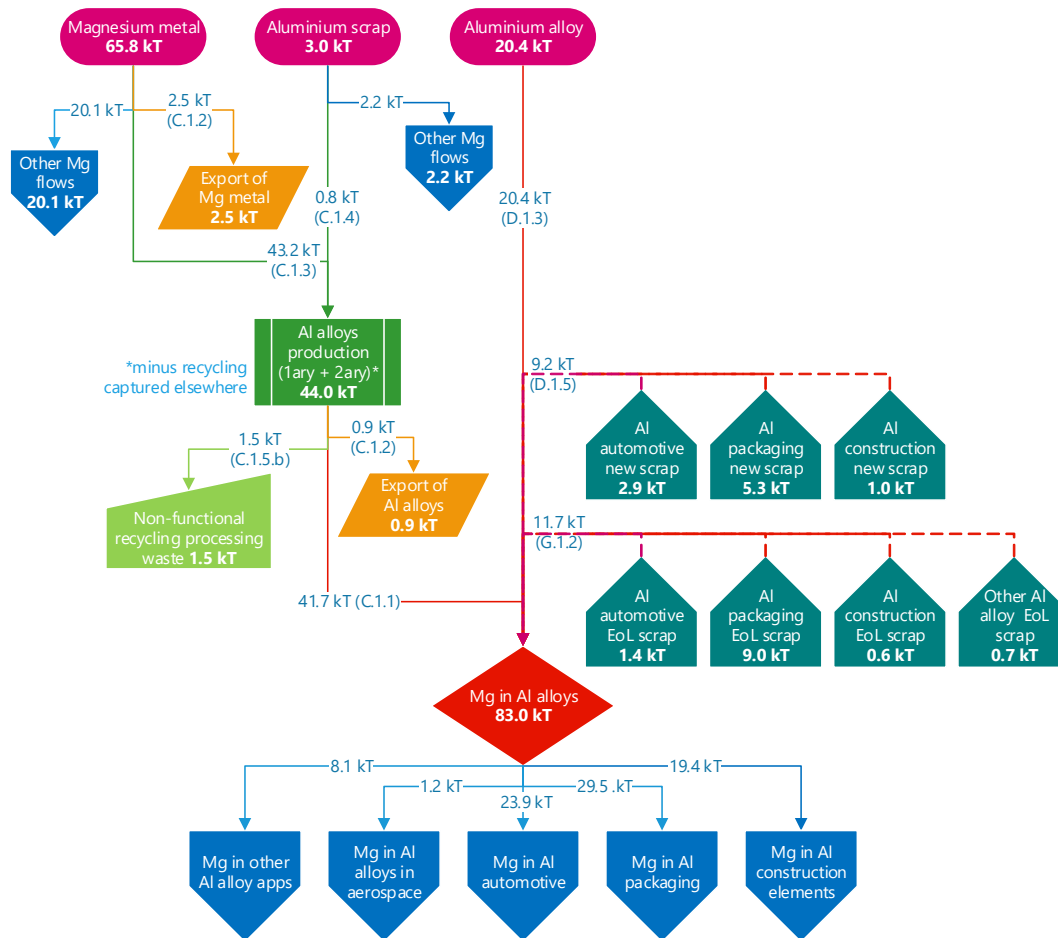 Magnesium metal
65.8 kT
Aluminium scrap
3.0 kT
Aluminium alloy
20.4 kT
20.1 kT
2.5 kT
(C.1.2)
2.2 kT
Other Mg
flows
20.1 kT
Export of
Mg metal
2.5 kT
Other Mg
flows
2.2 kT
0.8 kT
(C.1.4)
20.4 kT
(D.1.3)
43.2 kT
(C.1.3)
*minus recycling
captured elsewhere
Al alloys
production
(1ary + 2ary)*
44.0 kT
9.2 kT
(D.1.5)
Al
automotive
new scrap
2.9 kT
Al
packaging
new scrap
5.3 kT
Al
construction
new scrap
1.0 kT
1.5 kT
(C.1.5.b)
0.9 kT
(C.1.2)
Non-functional
recycling processing
waste 1.5 kT
Export of
Al alloys
0.9 kT
11.7 kT
(G.1.2)
Al
automotive
EoL scrap
1.4 kT
Al
packaging
EoL scrap
9.0 kT
Al
construction
EoL scrap
0.6 kT
Other Al
alloy EoL
scrap
0.7 kT
41.7 kT (C.1.1)
Mg in Al alloys
83.0 kT
8.1 kT
1.2 kT
23.9 kT
29.5 .kT
19.4 kT
Mg in other
Al alloy apps
Mg in Al
alloys in
aerospace
Mg in Al
automotive
Mg in Al
packaging
Mg in Al
construction
elements